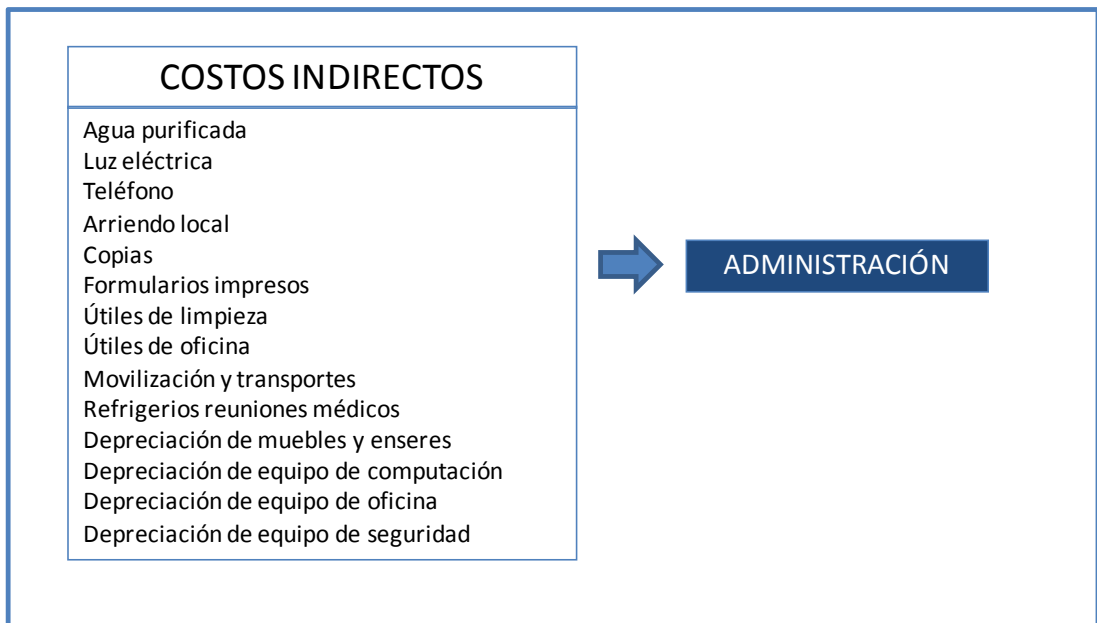 COSTOS INDIRECTOS
Agua purificada
Luz eléctrica
Teléfono
Arriendo local
Copias
Formularios impresos
Útiles de limpieza
Útiles de oficina
Movilización y transportes
Refrigerios reuniones médicos
Depreciación de muebles y enseres
Depreciación de equipo de computación
Depreciación de equipo de oficina
Depreciación de equipo de seguridad
ADMINISTRACIÓN